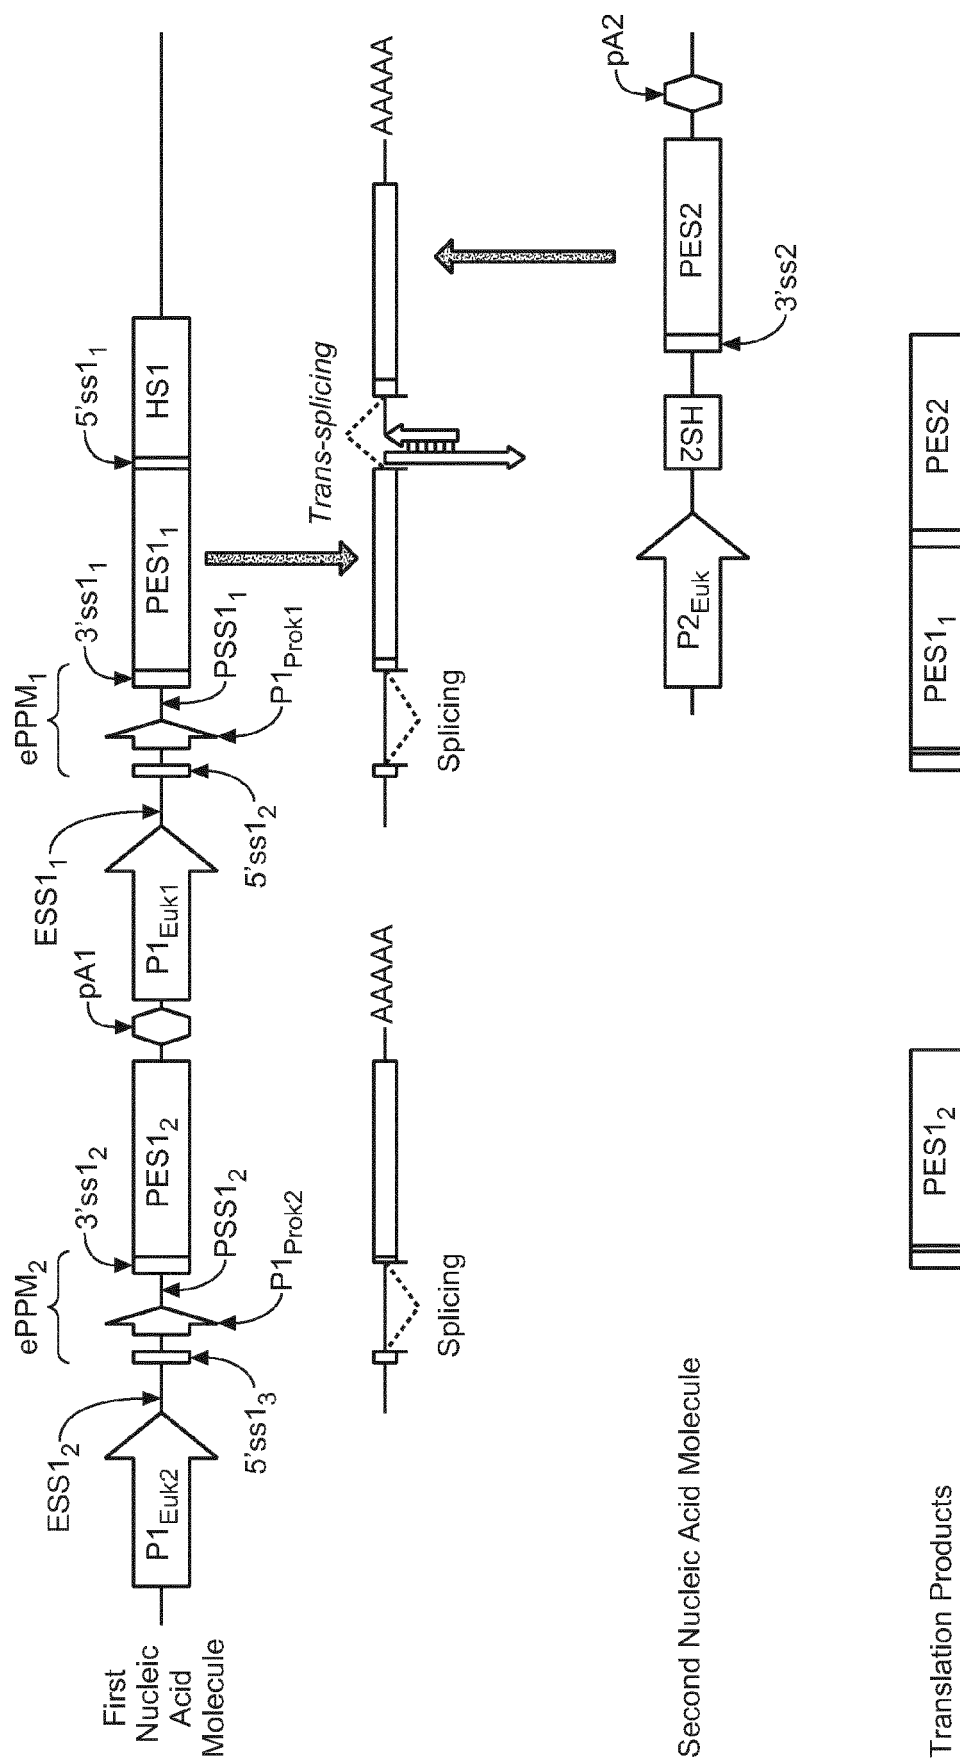 First
Nucleic
Acid
Molecule
ePPM₂
ePPM₁
ESS1₂
3'ss1₂
pA1
ESS1₁
3'ss1₁
5'ss1₁
P1Euk2
PES1₂
P1Euk1
PES1₁
HS1
5'ss1₃
P1Prok2
PSS1₂
5'ss1₂
P1Prok1
PSS1₁
Trans-splicing
AAAAA
AAAAA
Splicing
Splicing
Second Nucleic Acid Molecule
P2Euk
HS2
PES2
pA2
3'ss2
Translation Products
PES1₂
PES1₁
PES2